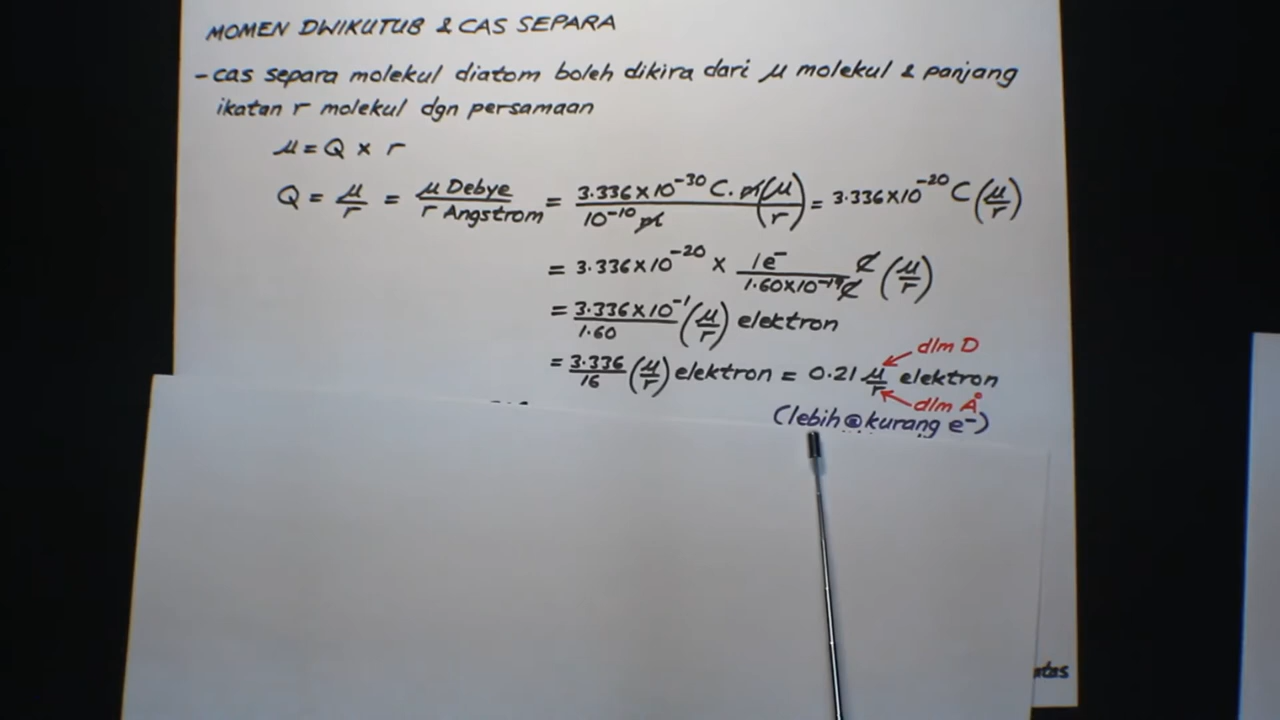 MOMEN DWIKUTUB & CAS SEPARA
- cas separa molekul diatom boleh dikira dari μ molekul & panjang
ikatan r molekul dgn persamaan
μ = Q × r
Q = μ/r = μ Debye / r Angstrom = 3.336×10⁻³⁰ C.m(μ) / 10⁻¹⁰ m (r) = 3.336×10⁻²⁰ C (μ/r)
= 3.336×10⁻²⁰ × 1e⁻ / 1.60×10⁻¹⁹ C C (μ/r)
= 3.336×10⁻¹ / 1.60 (μ/r) elektron
= 3.336/16 (μ/r) elektron = 0.21 μ/r elektron
dlm D
dlm Å
(lebih @ kurang e⁻)
atas